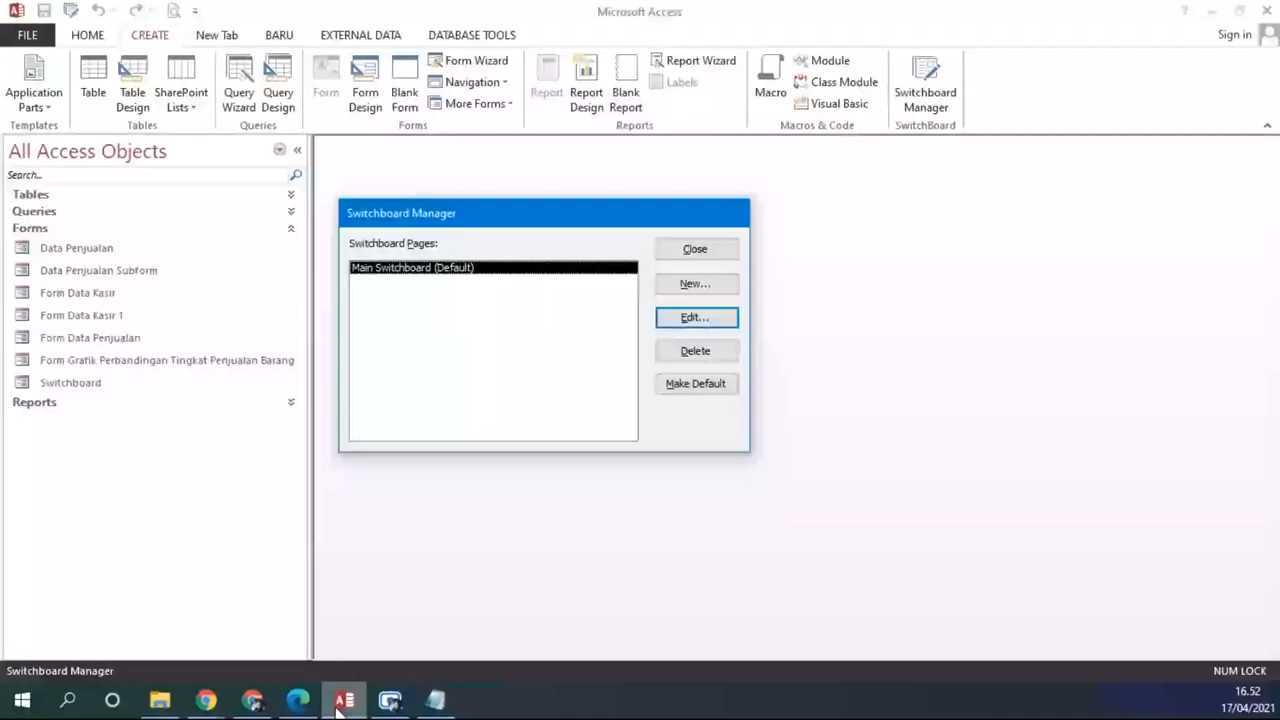 Microsoft Access
FILE HOME CREATE New Tab BARU EXTERNAL DATA DATABASE TOOLS Sign in
Application Parts
Table
Table Design
SharePoint Lists
Query Wizard
Query Design
Form
Form Design
Blank Form
Form Wizard
Navigation
More Forms
Report
Report Design
Blank Report
Report Wizard
Labels
Macro
Module
Class Module
Visual Basic
Switchboard Manager
Templates Tables Queries Forms Reports Macros & Code SwitchBoard
All Access Objects
Search...
Tables
Queries
Forms
Data Penjualan
Data Penjualan Subform
Form Data Kasir
Form Data Kasir 1
Form Data Penjualan
Form Grafik Perbandingan Tingkat Penjualan Barang
Switchboard
Reports
Switchboard Manager
Switchboard Pages:
Main Switchboard (Default)
Close
New...
Edit...
Delete
Make Default
Switchboard Manager
NUM LOCK
16.52
17/04/2021